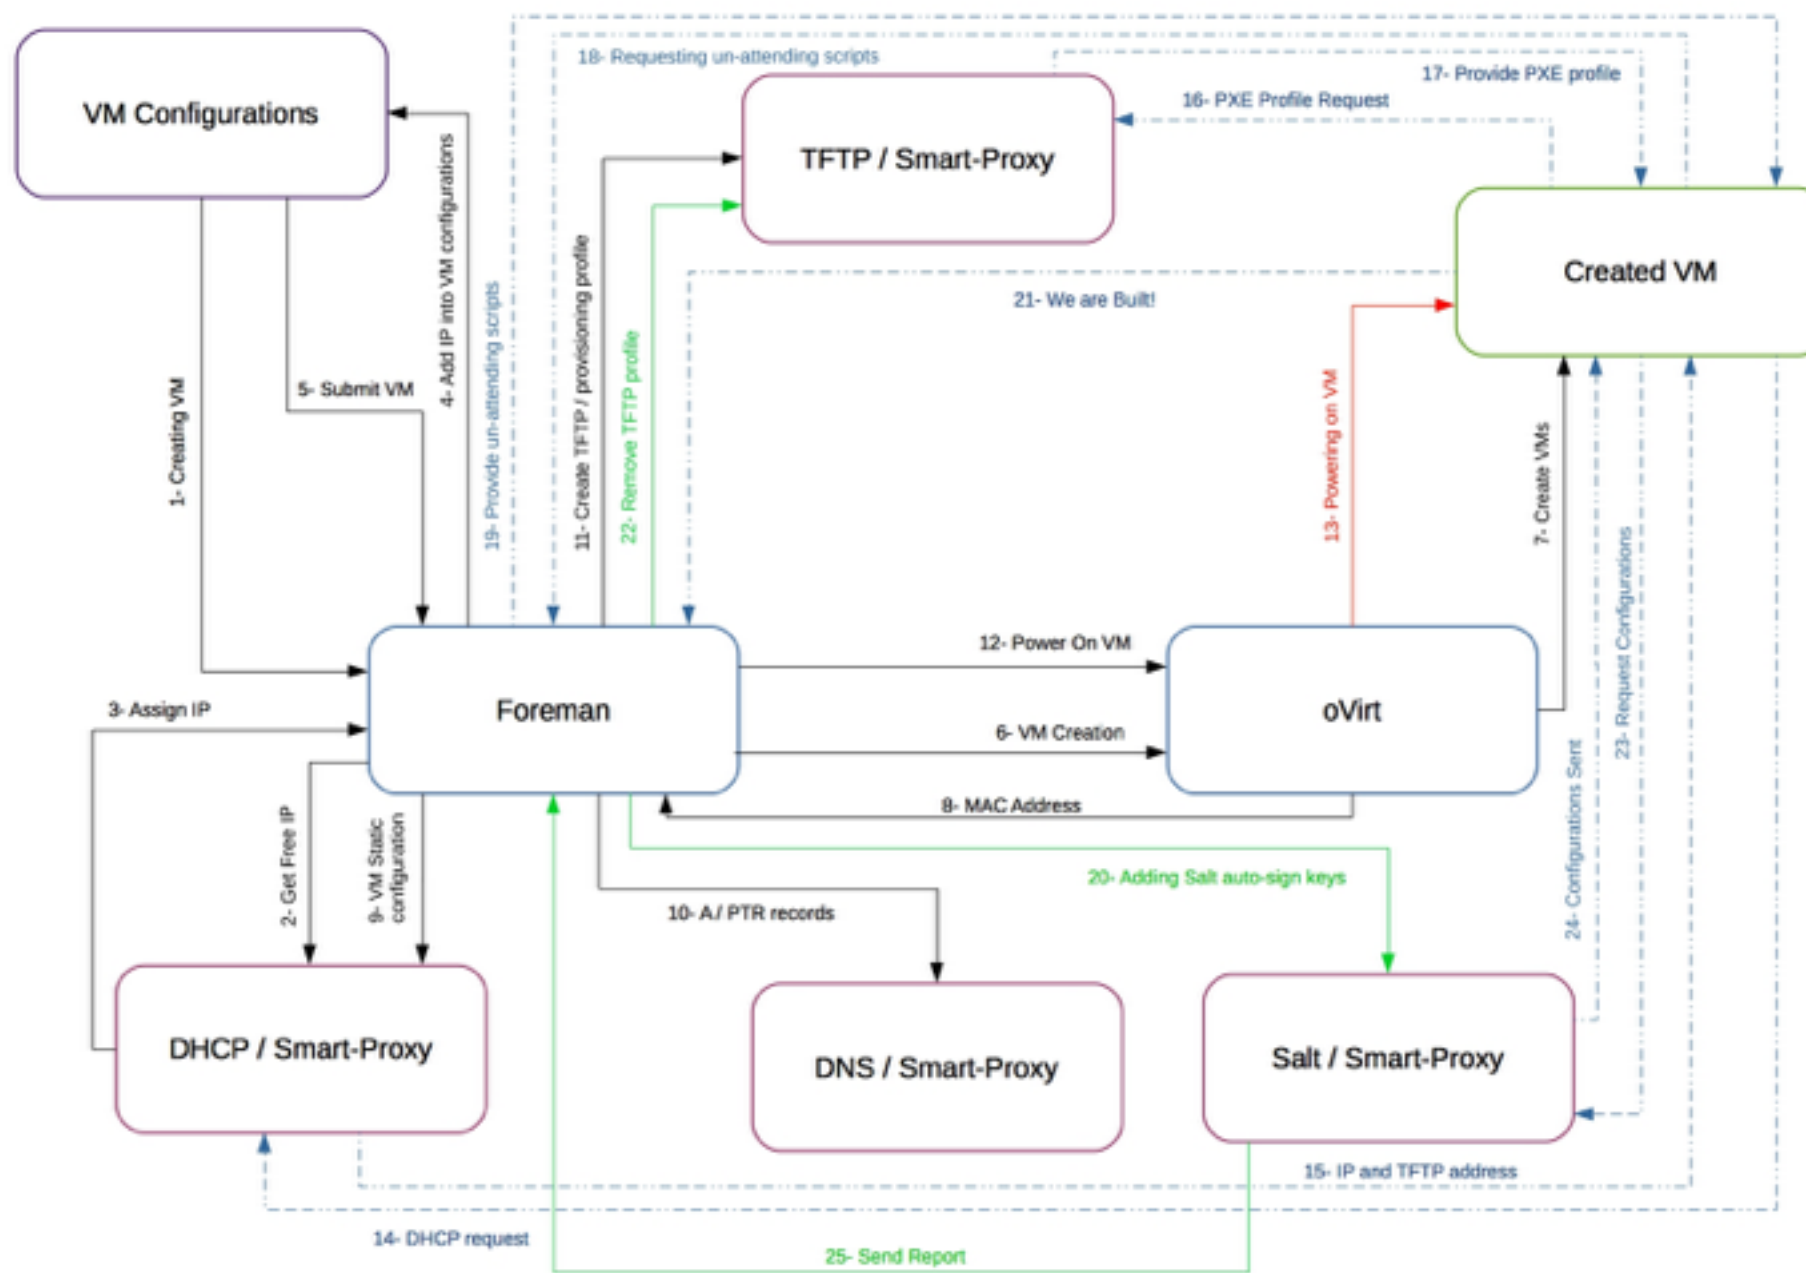 18- Requesting un-attending scripts
17- Provide PXE profile
16- PXE Profile Request
VM Configurations
TFTP / Smart-Proxy
Created VM
4- Add IP into VM configurations
19- Provide un-attending scripts
11- Create TFTP / provisioning profile
22- Remove TFTP profile
21- We are Built!
5- Submit VM
1- Creating VM
13- Powering on VM
7- Create VMs
23- Request Configurations
24- Configurations Sent
12- Power On VM
3- Assign IP
Foreman
oVirt
6- VM Creation
8- MAC Address
2- Get Free IP
9- VM Static
configuration
20- Adding Salt auto-sign keys
10- A / PTR records
DHCP / Smart-Proxy
DNS / Smart-Proxy
Salt / Smart-Proxy
15- IP and TFTP address
14- DHCP request
25- Send Report